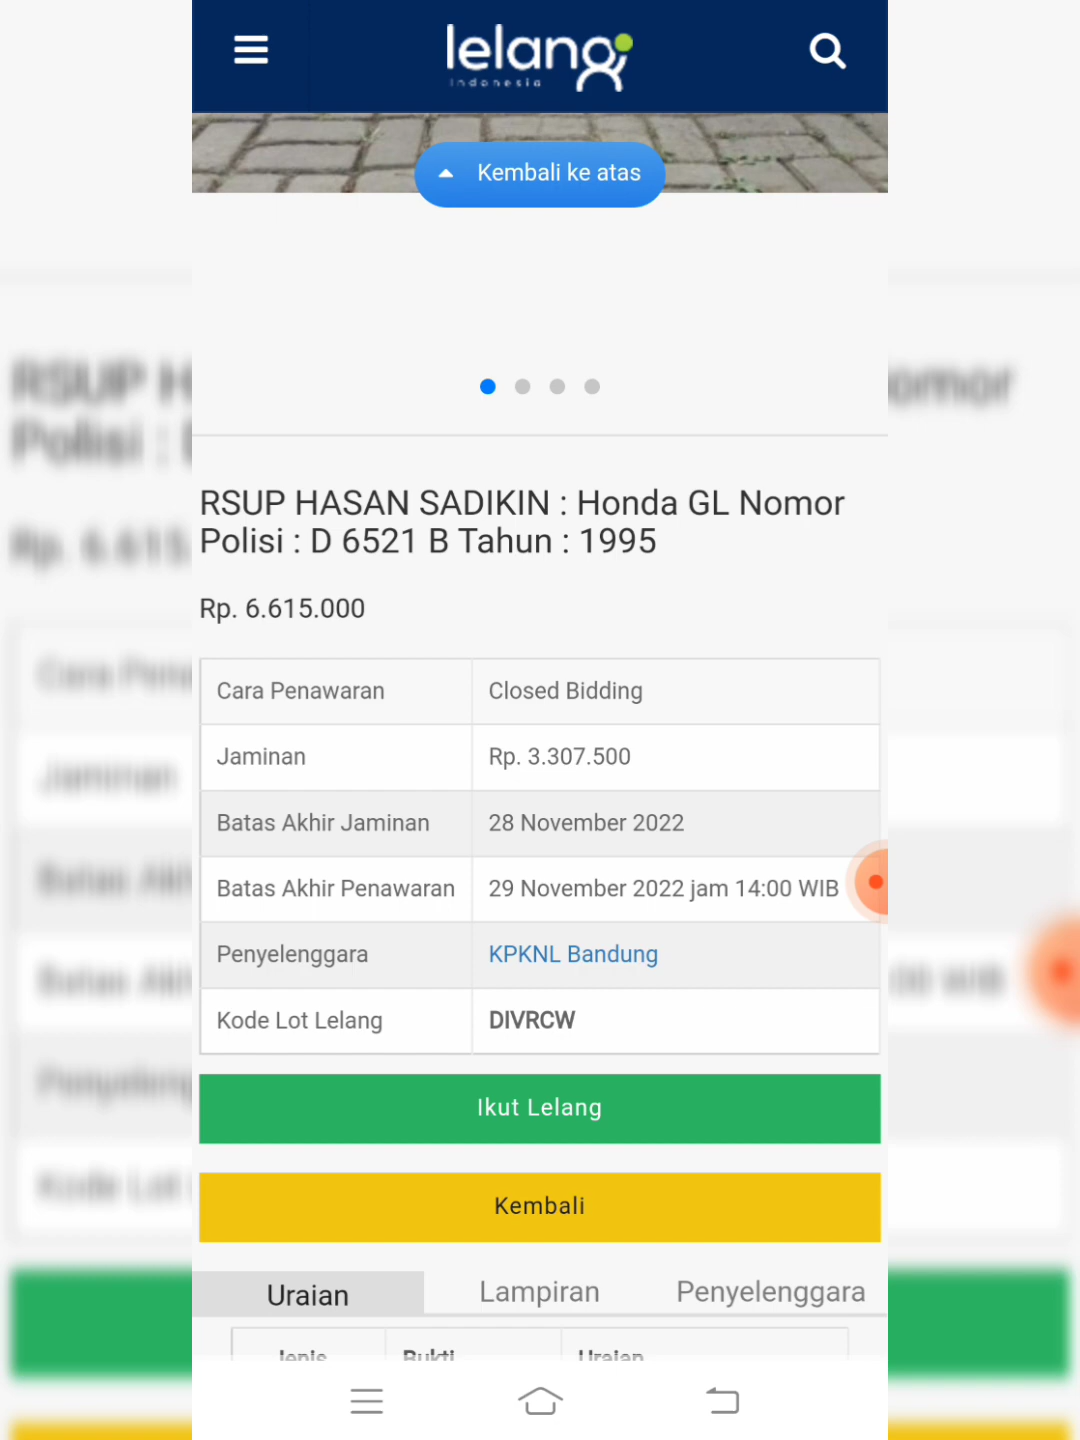 lelang
indonesia
Kembali ke atas
RSUP HASAN SADIKIN : Honda GL Nomor
Polisi : D 6521 B Tahun : 1995
Rp. 6.615.000
Cara Penawaran Closed Bidding
Jaminan Rp. 3.307.500
Batas Akhir Jaminan 28 November 2022
Batas Akhir Penawaran 29 November 2022 jam 14:00 WIB
Penyelenggara KPKNL Bandung
Kode Lot Lelang DIVRCW
Ikut Lelang
Kembali
Uraian Lampiran Penyelenggara
Jenis Bukti Uraian